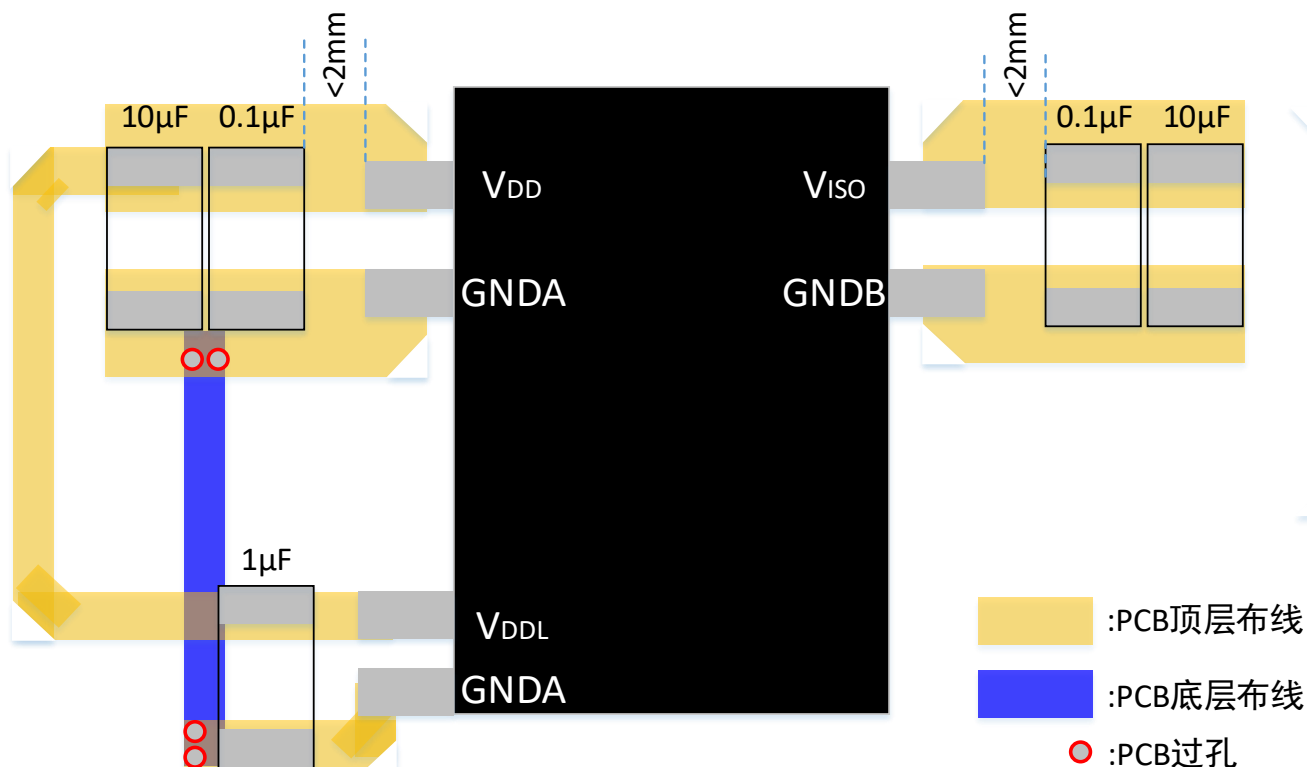 <2mm
<2mm
10μF
0.1μF
0.1μF
10μF
VDD
VISO
GNDA
GNDB
1μF
VDDL
GNDA
:PCB顶层布线
:PCB底层布线
:PCB过孔